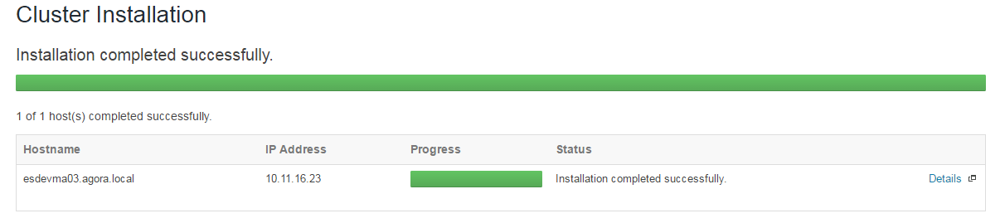 Cluster Installation
Installation completed successfully.
1 of 1 host(s) completed successfully.
Hostname IP Address Progress Status
esdevma03.agora.local 10.11.16.23 Installation completed successfully. Details